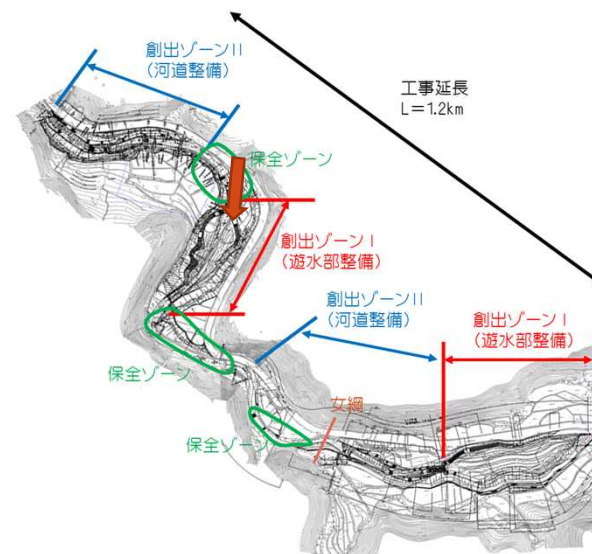 創出ゾーンII
(河道整備)
工事延長
L=1.2km
保全ゾーン
創出ゾーンI
(遊水部整備)
創出ゾーンII
(河道整備)
創出ゾーンI
(遊水部整備)
保全ゾーン
女綱
保全ゾーン